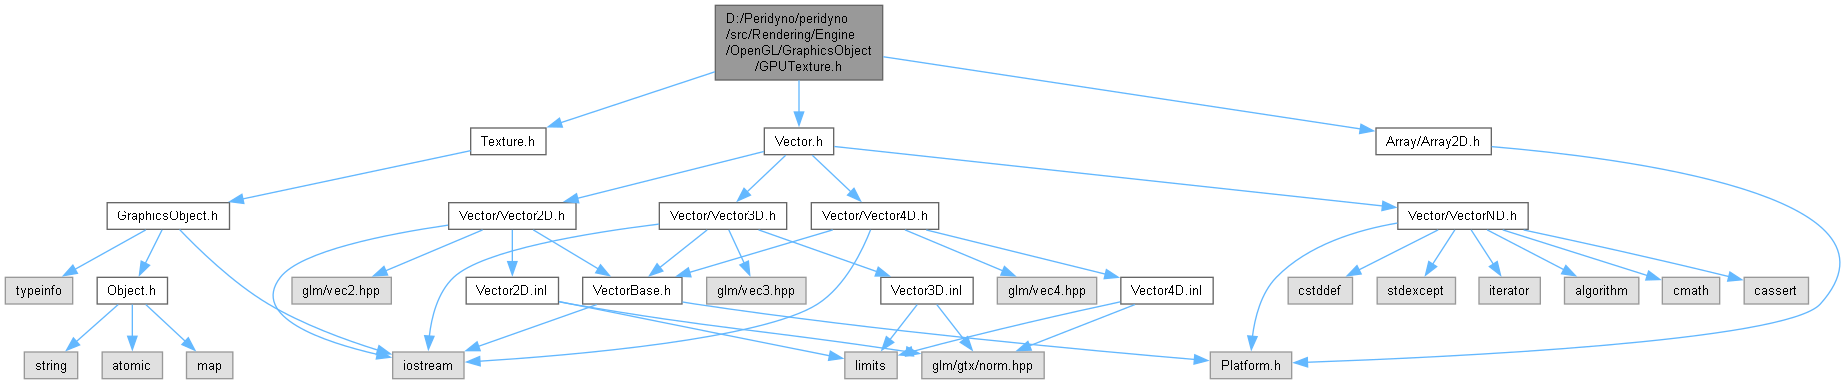 D:/Peridyno/peridyno
/src/Rendering/Engine
/OpenGL/GraphicsObject
/GPUTexture.h
Texture.h
Vector.h
Array/Array2D.h
GraphicsObject.h
Vector/Vector2D.h
Vector/Vector3D.h
Vector/Vector4D.h
Vector/VectorND.h
typeinfo
Object.h
glm/vec2.hpp
Vector2D.inl
VectorBase.h
glm/vec3.hpp
Vector3D.inl
glm/vec4.hpp
Vector4D.inl
cstddef
stdexcept
iterator
algorithm
cmath
cassert
string
atomic
map
iostream
limits
glm/gtx/norm.hpp
Platform.h